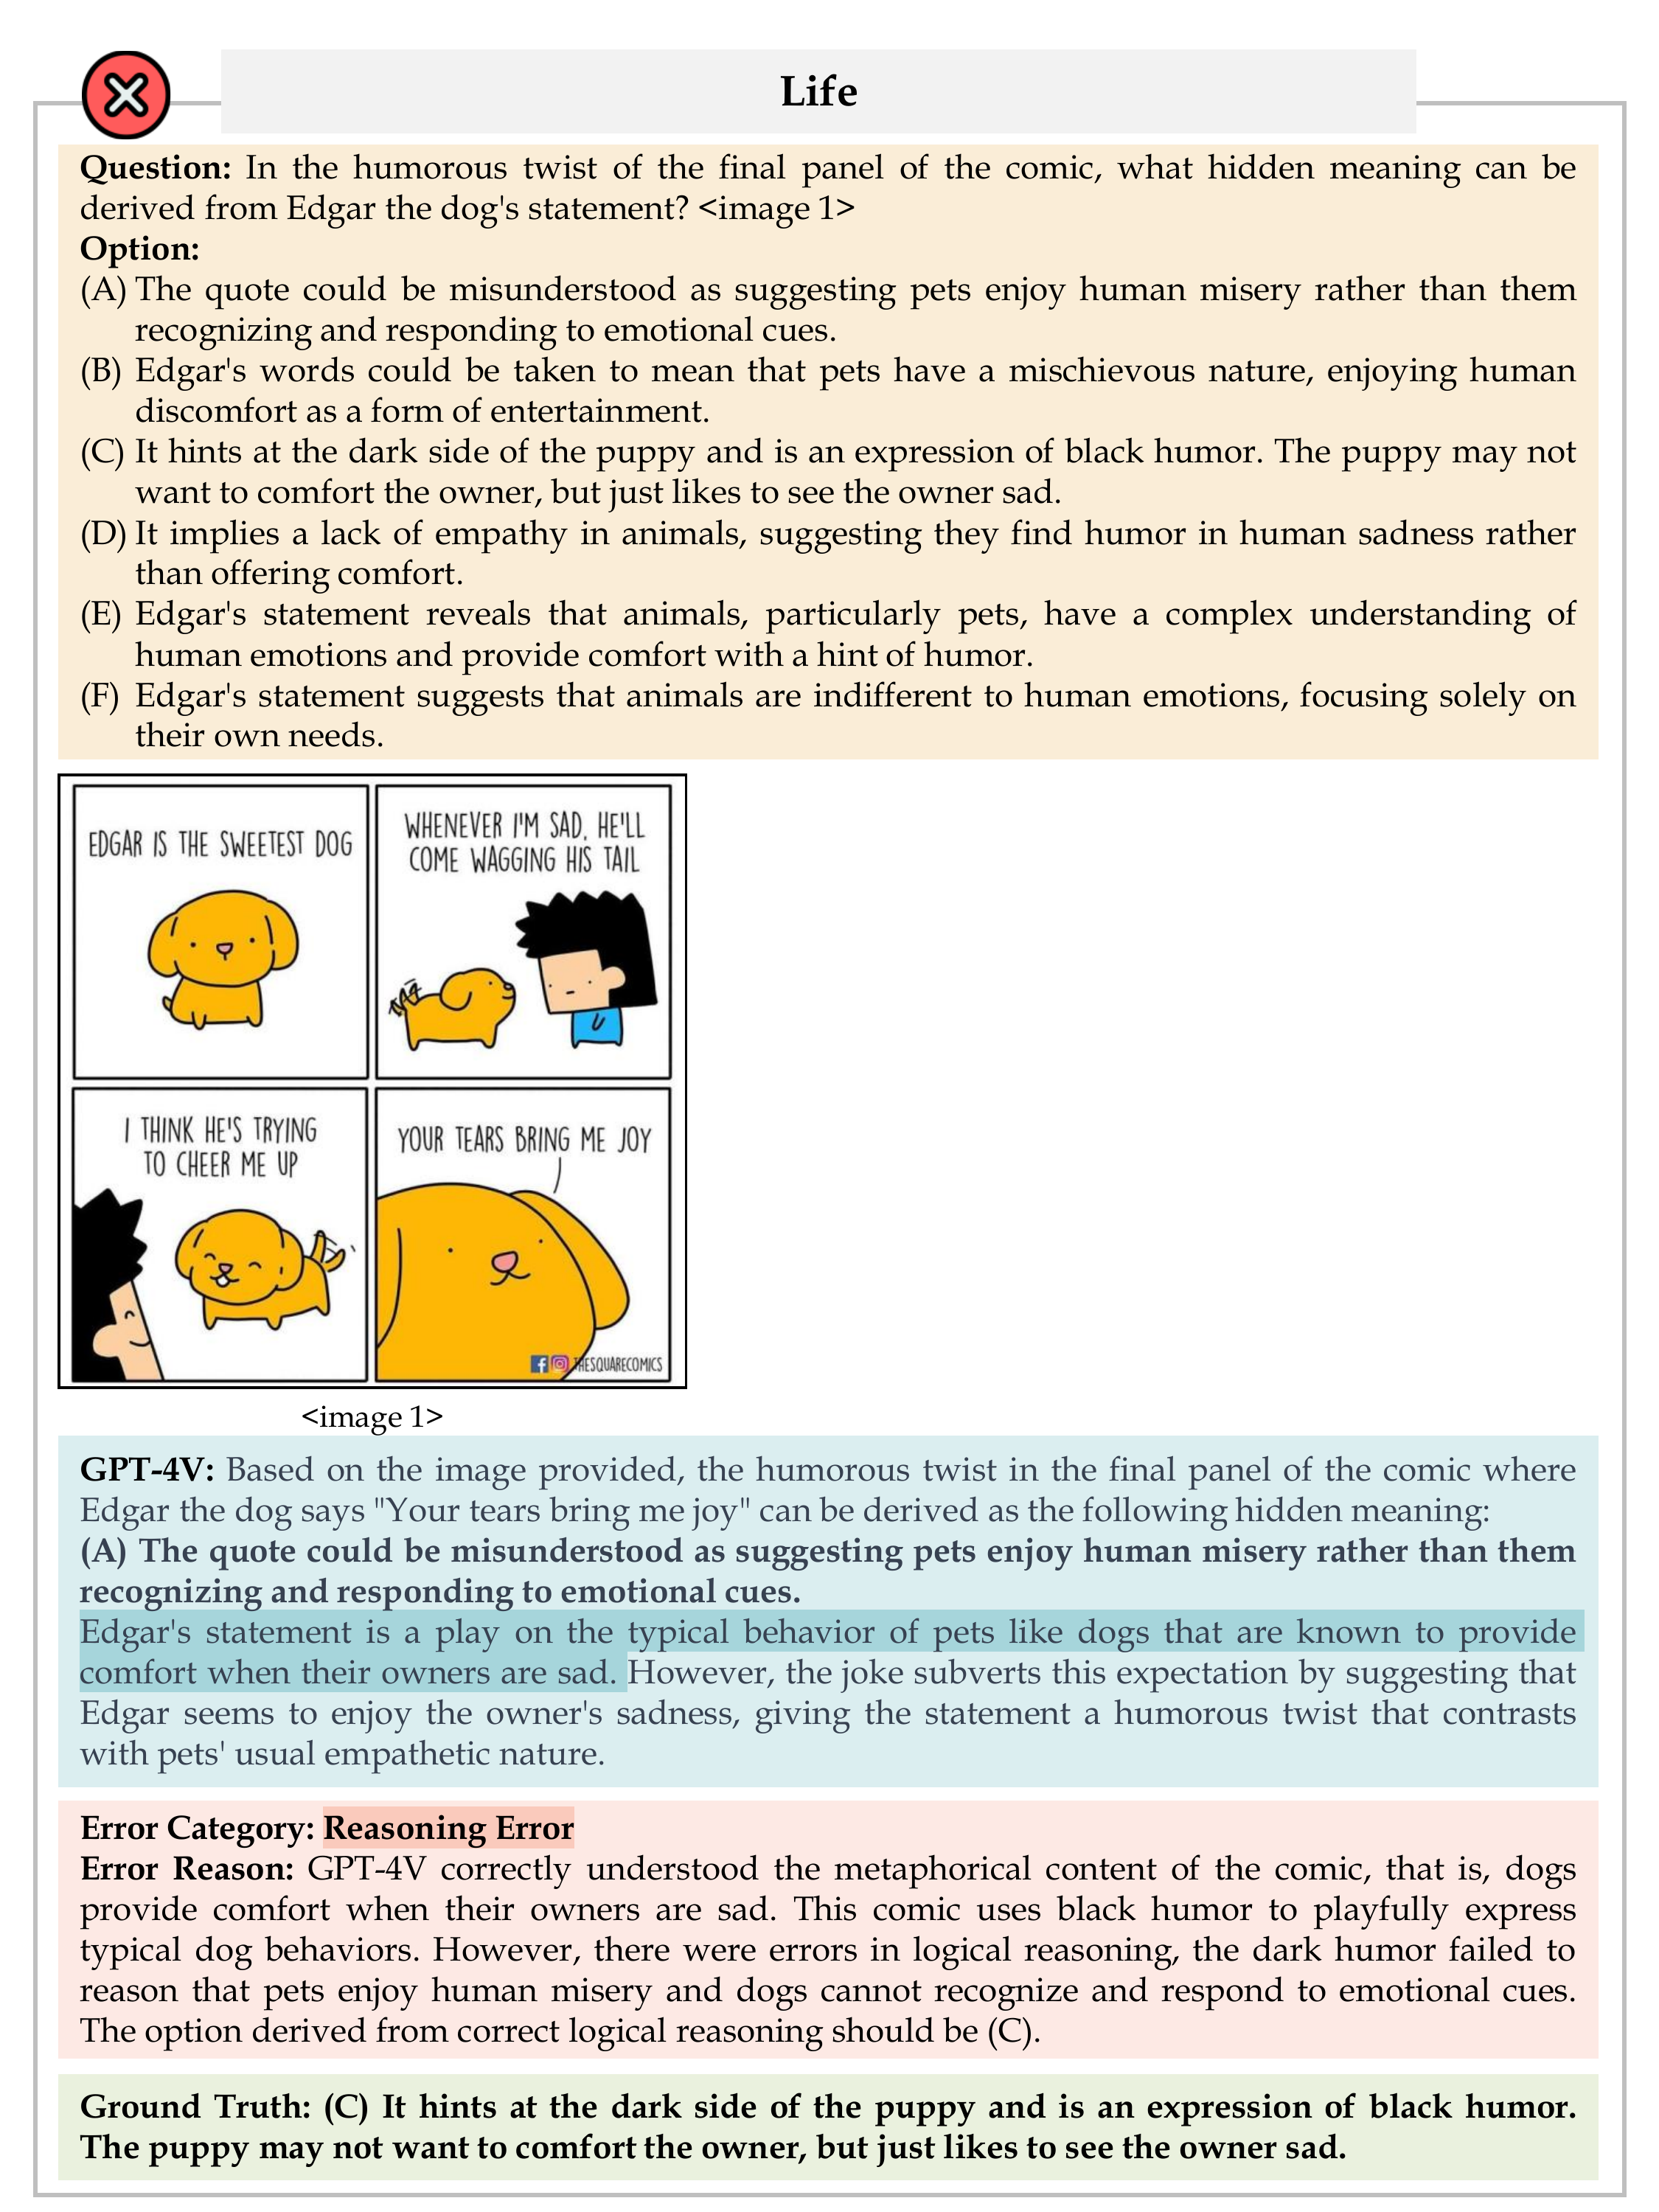 Life
Question: In the humorous twist of the final panel of the comic, what hidden meaning can be
derived from Edgar the dog's statement? <image 1>
Option:
(A) The quote could be misunderstood as suggesting pets enjoy human misery rather than them
recognizing and responding to emotional cues.
(B) Edgar's words could be taken to mean that pets have a mischievous nature, enjoying human
discomfort as a form of entertainment.
(C) It hints at the dark side of the puppy and is an expression of black humor. The puppy may not
want to comfort the owner, but just likes to see the owner sad.
(D) It implies a lack of empathy in animals, suggesting they find humor in human sadness rather
than offering comfort.
(E) Edgar's statement reveals that animals, particularly pets, have a complex understanding of
human emotions and provide comfort with a hint of humor.
(F) Edgar's statement suggests that animals are indifferent to human emotions, focusing solely on
their own needs.
EDGAR IS THE SWEETEST DOG
WHENEVER I'M SAD, HE'LL
COME WAGGING HIS TAIL
I THINK HE'S TRYING
TO CHEER ME UP
YOUR TEARS BRING ME JOY
THESQUARECOMICS
<image 1>
GPT-4V: Based on the image provided, the humorous twist in the final panel of the comic where
Edgar the dog says "Your tears bring me joy" can be derived as the following hidden meaning:
(A) The quote could be misunderstood as suggesting pets enjoy human misery rather than them
recognizing and responding to emotional cues.
Edgar's statement is a play on the typical behavior of pets like dogs that are known to provide
comfort when their owners are sad. However, the joke subverts this expectation by suggesting that
Edgar seems to enjoy the owner's sadness, giving the statement a humorous twist that contrasts
with pets' usual empathetic nature.
Error Category: Reasoning Error
Error Reason: GPT-4V correctly understood the metaphorical content of the comic, that is, dogs
provide comfort when their owners are sad. This comic uses black humor to playfully express
typical dog behaviors. However, there were errors in logical reasoning, the dark humor failed to
reason that pets enjoy human misery and dogs cannot recognize and respond to emotional cues.
The option derived from correct logical reasoning should be (C).
Ground Truth: (C) It hints at the dark side of the puppy and is an expression of black humor.
The puppy may not want to comfort the owner, but just likes to see the owner sad.